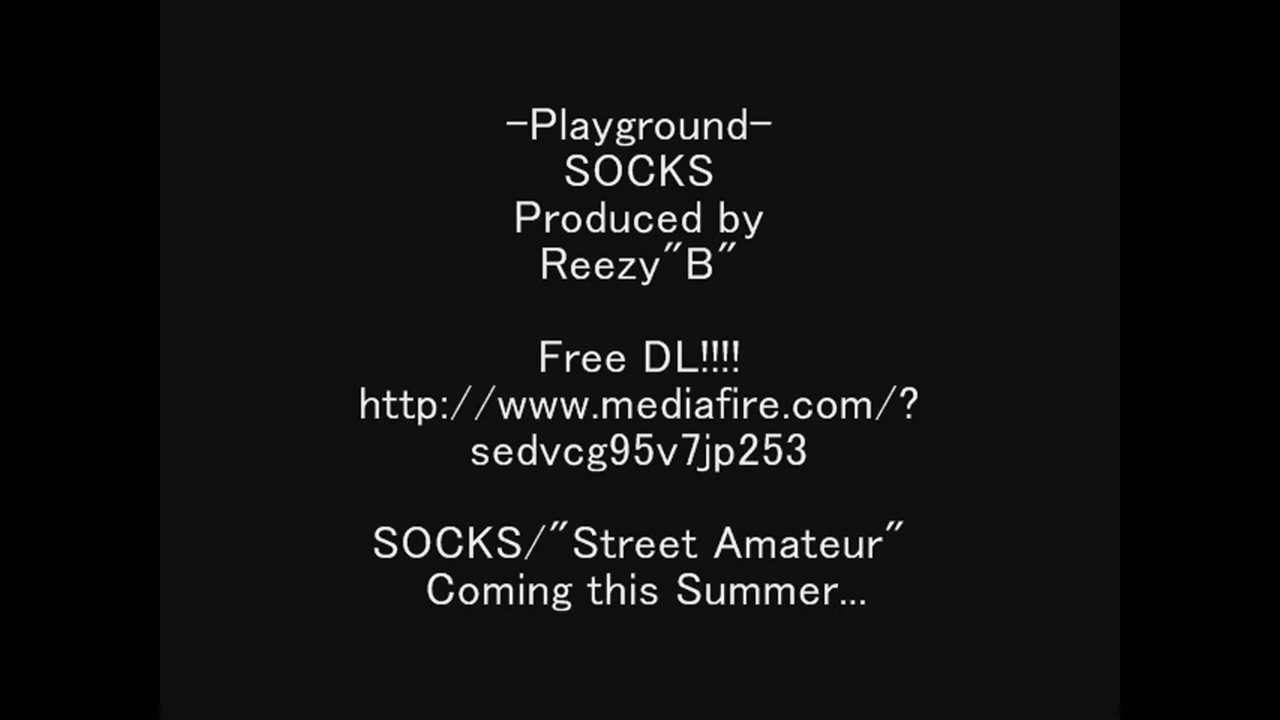 -Playground-
SOCKS
Produced by
Reezy"B"
Free DL!!!!
http://www.mediafire.com/?
sedvcg95v7jp253
SOCKS/"Street Amateur"
Coming this Summer...